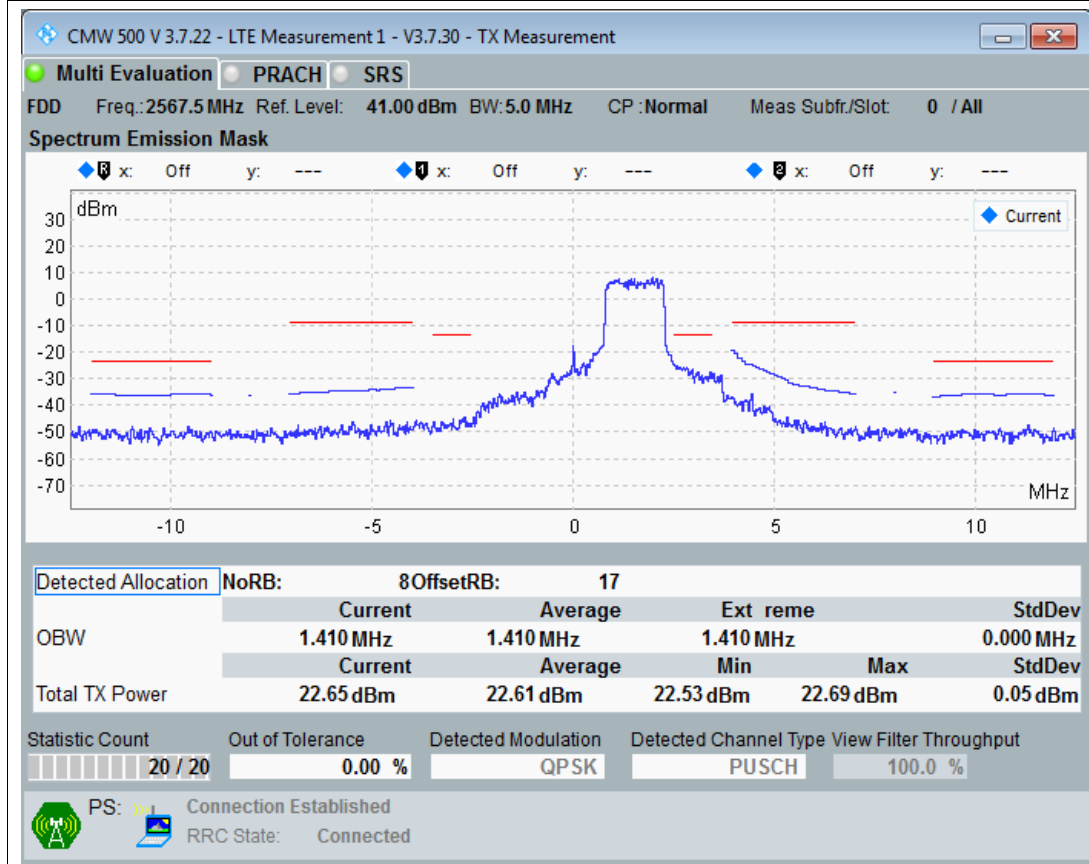 CMW 500 V 3.7.22 - LTE Measurement 1 - V3.7.30 - TX Measurement
Multi Evaluation PRACH SRS
FDD Freq.: 2567.5 MHz Ref. Level: 41.00 dBm BW: 5.0 MHz CP : Normal Meas Subfr./Slot: 0 / All
Spectrum Emission Mask
R x: Off y: --- 1 x: Off y: --- 2 x: Off y: ---
dBm
Current
30
20
10
0
-10
-20
-30
-40
-50
-60
-70
MHz
-10 -5 0 5 10
Detected Allocation NoRB: 8 OffsetRB: 17
Current Average Ext reme StdDev
OBW 1.410 MHz 1.410 MHz 1.410 MHz 0.000 MHz
Current Average Min Max StdDev
Total TX Power 22.65 dBm 22.61 dBm 22.53 dBm 22.69 dBm 0.05 dBm
Statistic Count Out of Tolerance Detected Modulation Detected Channel Type View Filter Throughput
20 / 20 0.00 % QPSK PUSCH 100.0 %
PS: Connection Established
RRC State: Connected